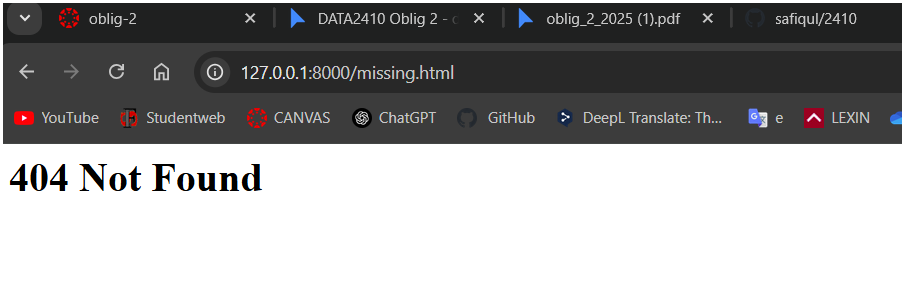 oblig-2 DATA2410 Oblig 2 - oblig_2_2025 (1).pdf safiqul/2410
127.0.0.1:8000/missing.html
YouTube Studentweb CANVAS ChatGPT GitHub DeepL Translate: Th... e LEXIN
404 Not Found